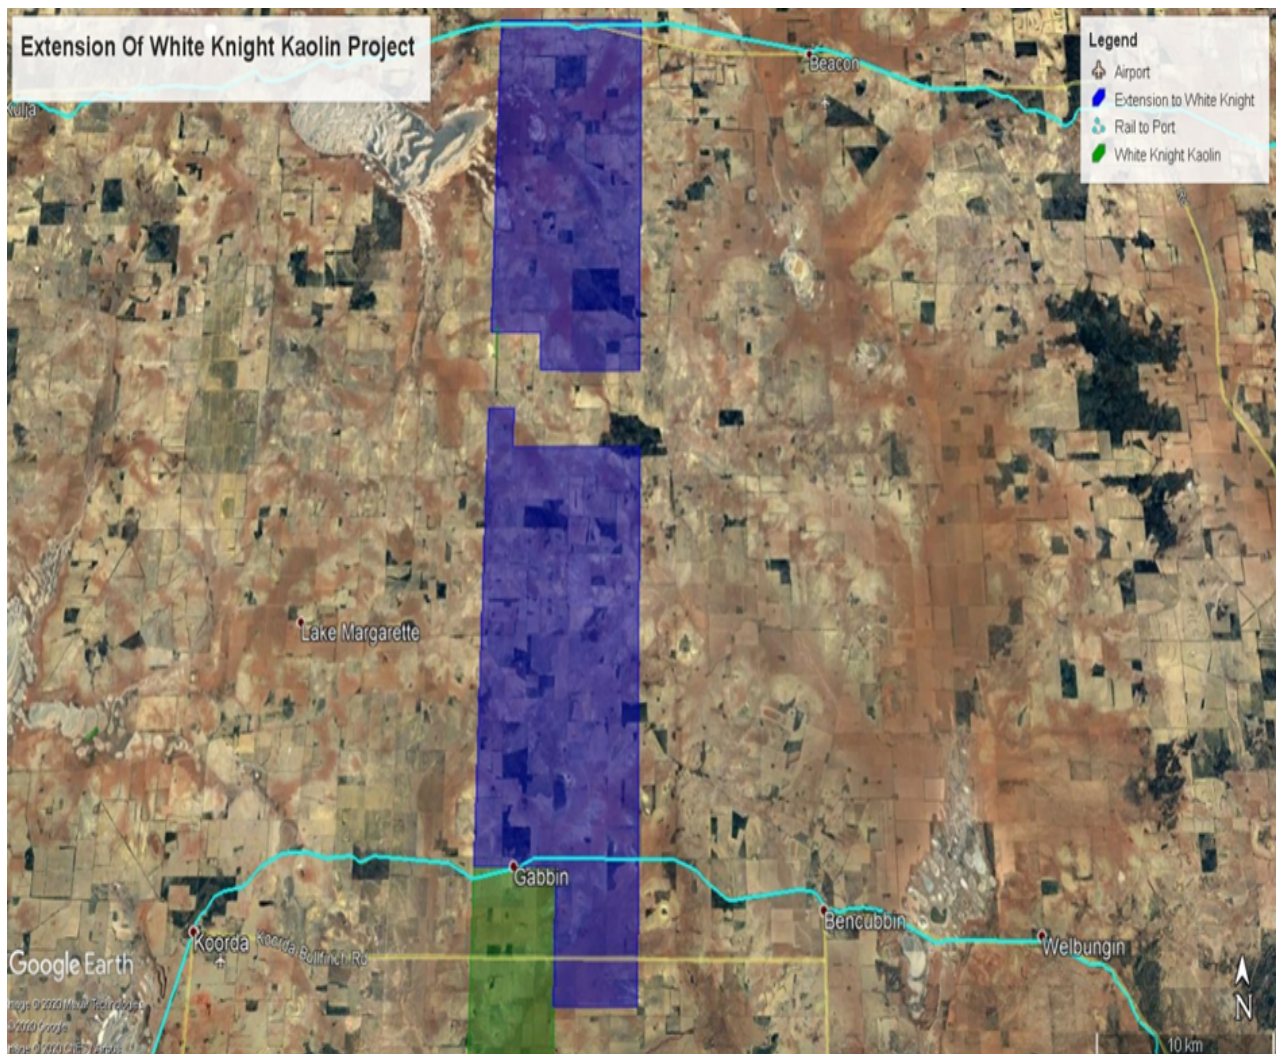 Extension Of White Knight Kaolin Project
Legend
Airport
Extension to White Knight
Rail to Port
White Knight Kaolin
Beacon
Kulja
Lake Margarette
Gabbin
Bencubbin
Welbungin
Koorda
Koorda Bullfinch Rd
Google Earth
N
10 km